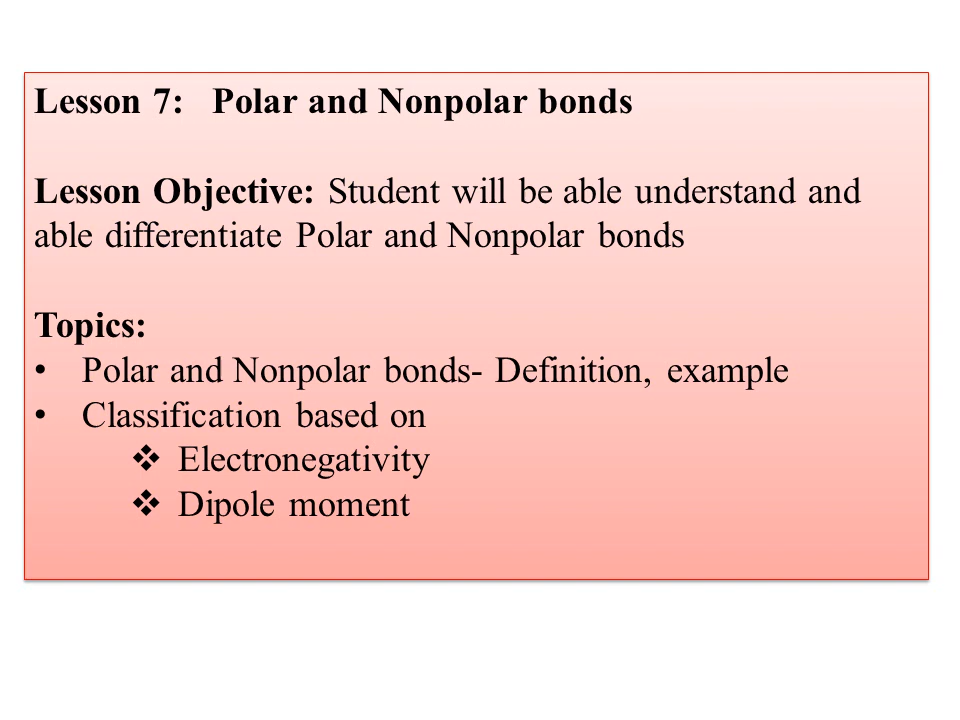 Lesson 7:   Polar and Nonpolar bonds
Lesson Objective: Student will be able understand and
able differentiate Polar and Nonpolar bonds
Topics:
• Polar and Nonpolar bonds- Definition, example
• Classification based on
❖ Electronegativity
❖ Dipole moment